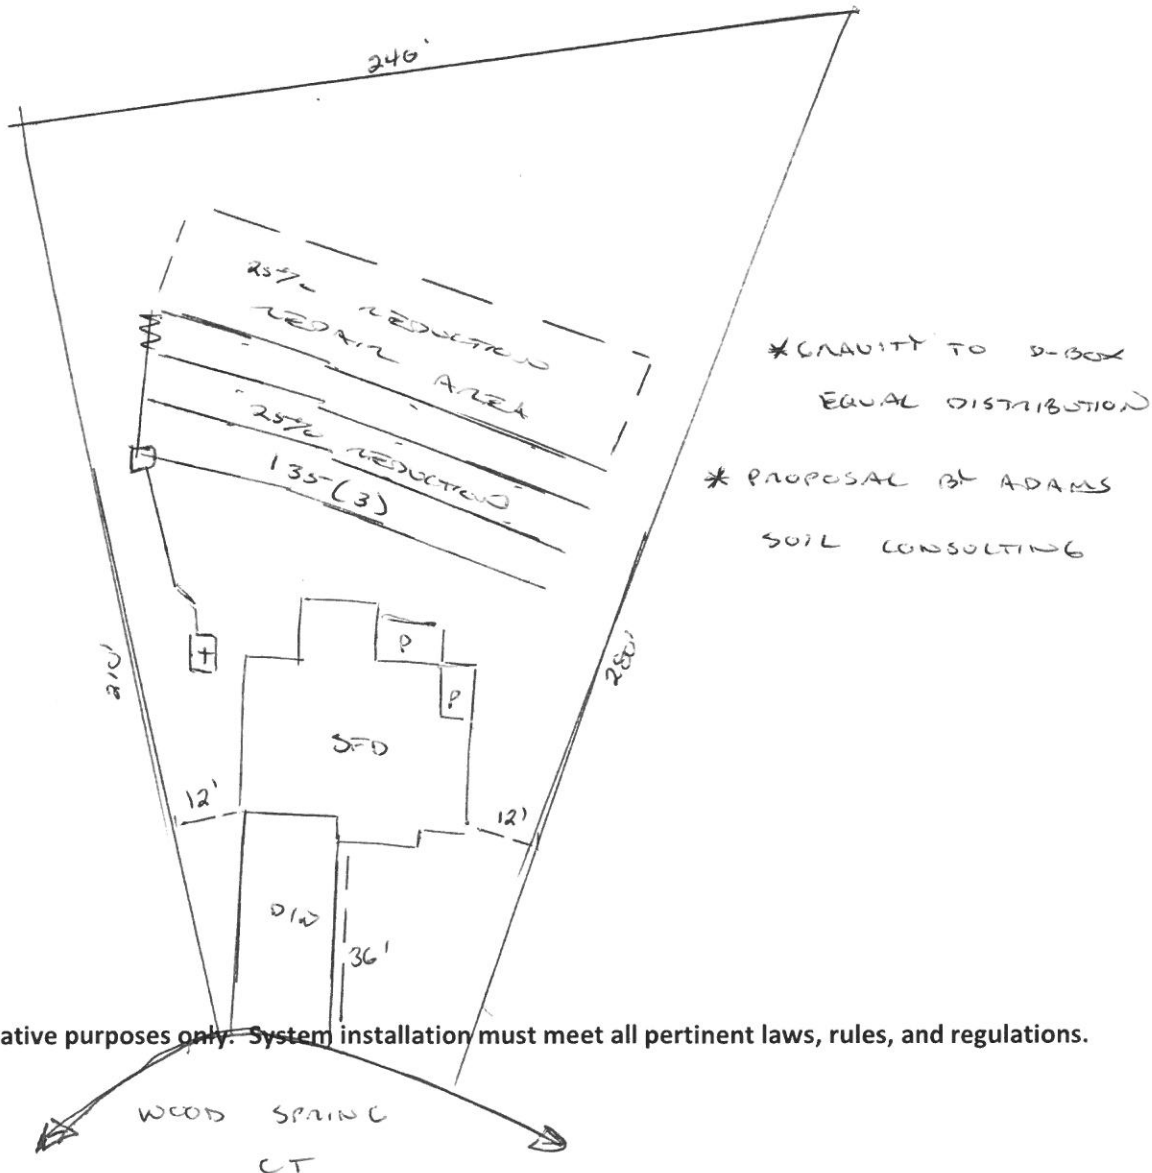 246'
25% REDUCTION
REPAIR AREA
25% REDUCTION
135 (3)
* GRAVITY TO D-BOX
EQUAL DISTRIBUTION
* PROPOSAL BY ADAMS
SOIL CONSULTING
P
P
210'
280'
SFD
12'
12'
D/W
36'
ative purposes only. System installation must meet all pertinent laws, rules, and regulations.
WOOD SPRING
CT